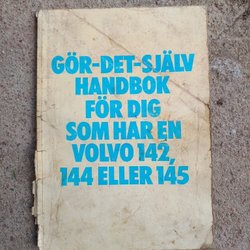 GÖR-DET-SJÄLV
HANDBOK
FÖR DIG
SOM HAR EN
VOLVO 142,
144 ELLER 145